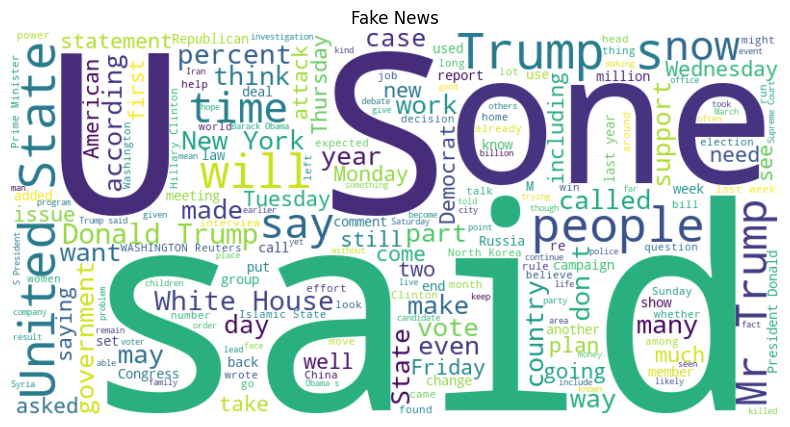 Fake News
U S
said
one
Trump s
now
United State
time
will
say
people
Mr Trump
Donald Trump
New York
White House
percent
think
year
work
case
statement
Republican
investigation
power
Prime Minister
American
according
first
Washington
Iran
kind
help
deal
attack
Thursday
job
long
used
report
new
hope
world
Barack Obama
debate
give
decision
law
left
mean
Hillary Clinton
expected
already
know
home
others
good
lot
use
thing
head
making
might
event
million
Wednesday
office
took
March
often
run
Supreme Court
see
around
including
last year
support
election
billion
need
Democrat
Monday
Tuesday
meeting
something
made
issue
added
man
program
Trump said
given
earlier
interview
comment
Saturday
become
told
city
talk
M
win
far
trying
week
bill
last week
called
though
yet
call
still
part
point
WASHINGTON Reuters
want
government
saying
women
S President
children
place
without
come
two
re
Russia
North Korea
campaign
believe
rule
continue
police
question
life
don t
country
put
group
effort
look
live
end
month
Clinton
keep
make
candidate
vote
another
party
plan
area
among
whether
Sunday
show
many
fact
President Donald
company
problem
set
number
Islamic State
day
may
order
move
well
even
State
change
going
money
member
much
result
remain
able
voter
Congress
face
lead
back
China
Friday
include
way
likely
seen
Syria
asked
family
take
wrote
go
Obama s
came
found
known
killed